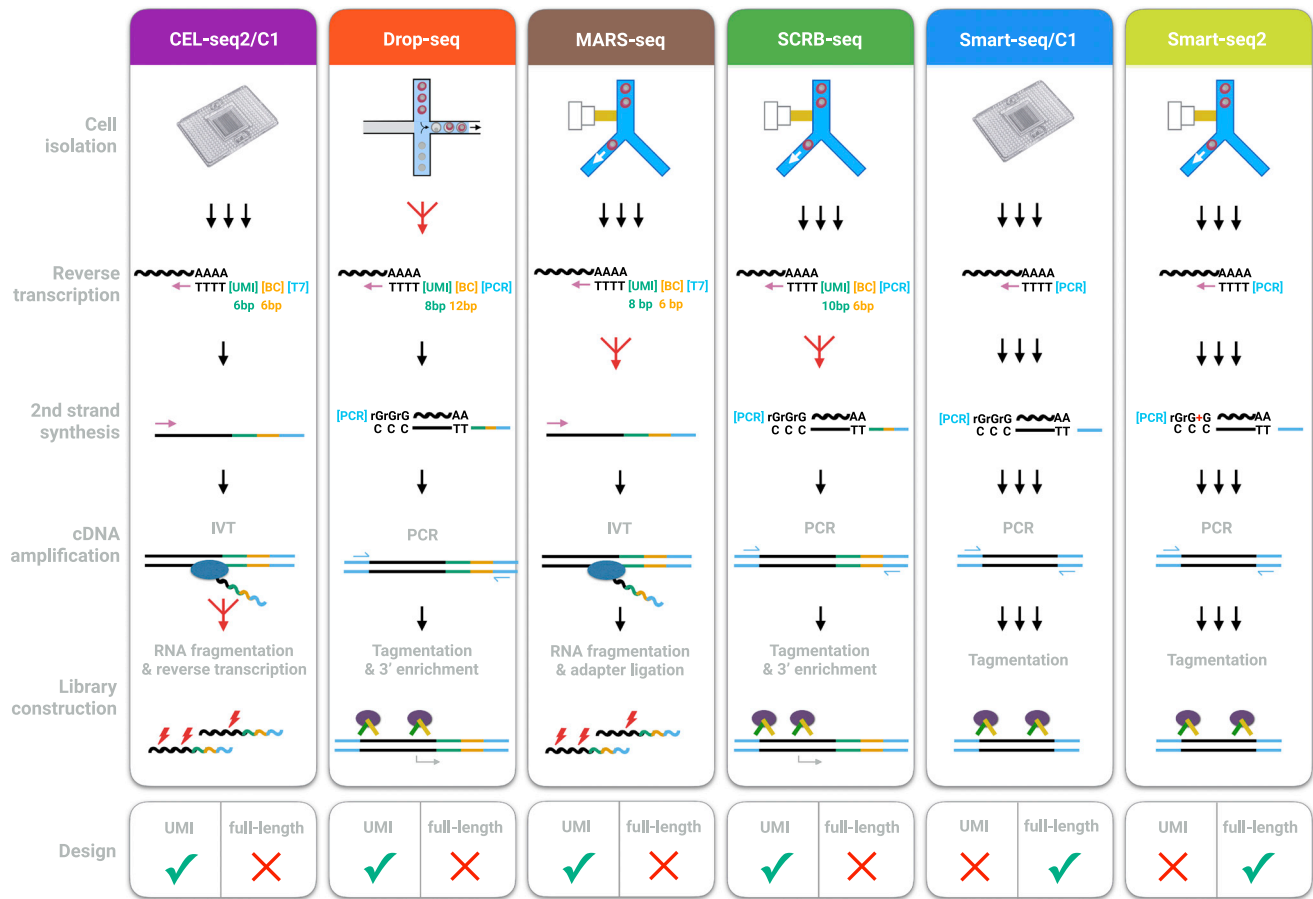 CEL-seq2/C1
Drop-seq
MARS-seq
SCRB-seq
Smart-seq/C1
Smart-seq2
Cell
isolation
Reverse
transcription
AAAA
TTTT [UMI] [BC] [T7]
6bp 6bp
AAAA
TTTT [UMI] [BC] [PCR]
8bp 12bp
AAAA
TTTT [UMI] [BC] [T7]
8 bp 6 bp
AAAA
TTTT [UMI] [BC] [PCR]
10bp 6bp
AAAA
TTTT [PCR]
AAAA
TTTT [PCR]
2nd strand
synthesis
[PCR] rGrGrG AA
C C C TT
[PCR] rGrGrG AA
C C C TT
[PCR] rGrGrG AA
C C C TT
[PCR] rGrG+G AA
C C C TT
cDNA
amplification
IVT
PCR
IVT
PCR
PCR
PCR
Library
construction
RNA fragmentation
& reverse transcription
Tagmentation
& 3’ enrichment
RNA fragmentation
& adapter ligation
Tagmentation
& 3’ enrichment
Tagmentation
Tagmentation
Design
UMI full-length
UMI full-length
UMI full-length
UMI full-length
UMI full-length
UMI full-length